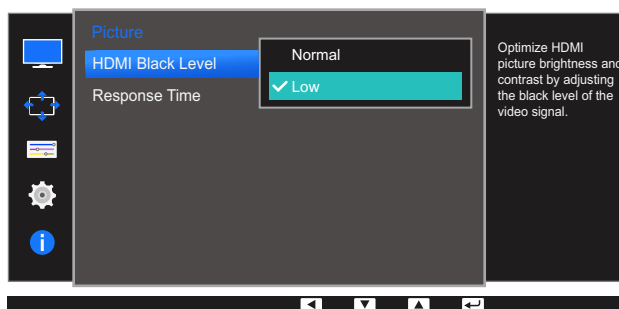 Picture
HDMI Black Level
Normal
Response Time
Low
Optimize HDMI
picture brightness and
contrast by adjusting
the black level of the
video signal.